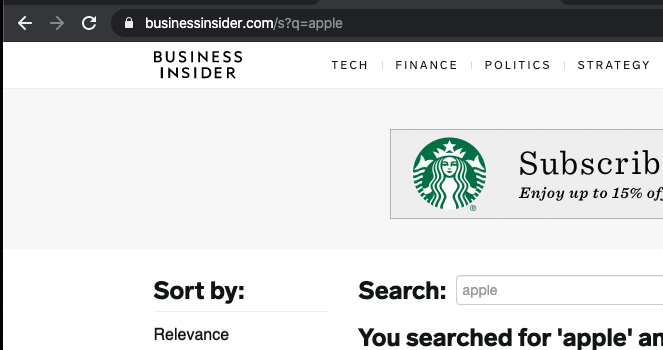 businessinsider.com/s?q=apple
BUSINESS
INSIDER
TECH
FINANCE
POLITICS
STRATEGY
Subscrib
Enjoy up to 15% of
®
Sort by:
Relevance
Search:
apple
You searched for 'apple' an